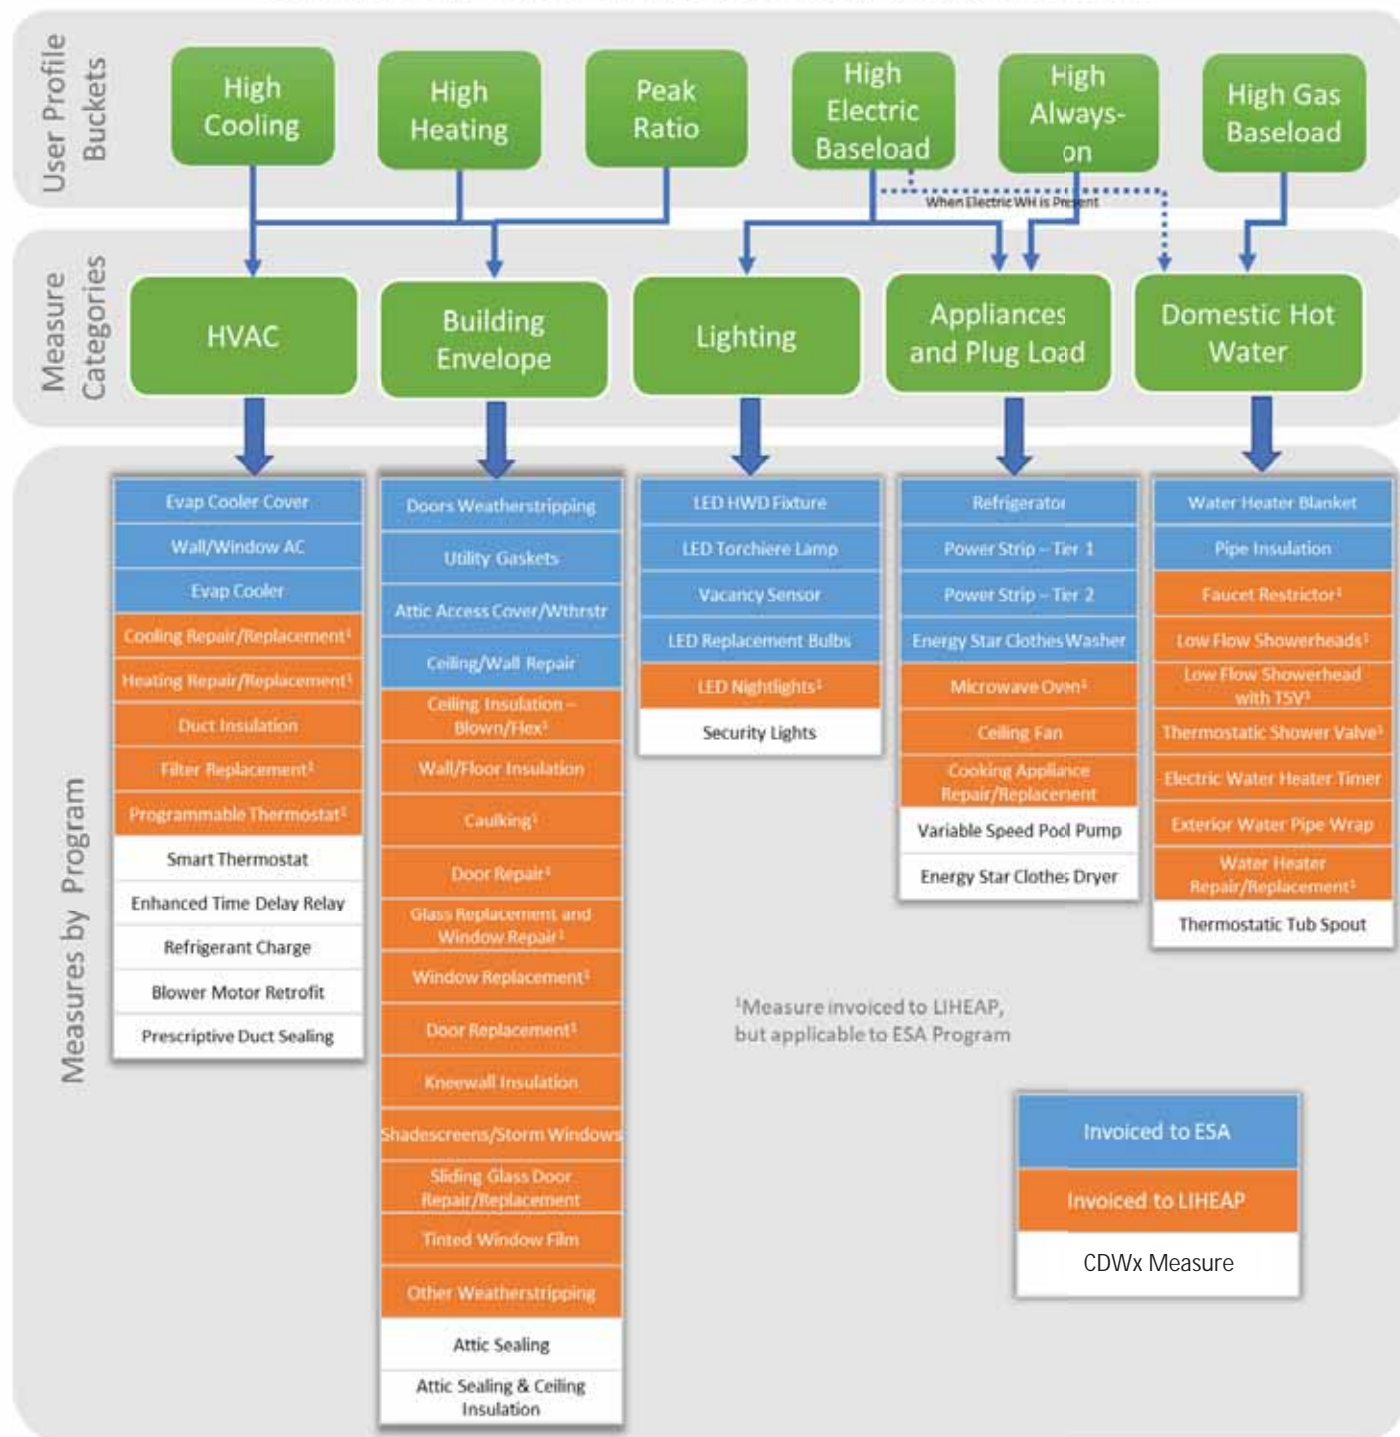 User Profile
Buckets
High
Cooling
High
Heating
Peak
Ratio
High
Electric
Baseload
High
Always-
on
High Gas
Baseload
When Electric WH is Present
Measure
Categories
HVAC
Building
Envelope
Lighting
Appliances
and Plug Load
Domestic Hot
Water
Measures by Program
Evap Cooler Cover
Wall/Window AC
Evap Cooler
Cooling Repair/Replacement¹
Heating Repair/Replacement¹
Duct Insulation
Filter Replacement¹
Programmable Thermostat¹
Smart Thermostat
Enhanced Time Delay Relay
Refrigerant Charge
Blower Motor Retrofit
Prescriptive Duct Sealing
Doors Weatherstripping
Utility Gaskets
Attic Access Cover/Wthrstr
Ceiling/Wall Repair
Ceiling Insulation –
Blown/Flex¹
Wall/Floor Insulation
Caulking¹
Door Repair¹
Glass Replacement and
Window Repair¹
Window Replacement¹
Door Replacement¹
Kneewall Insulation
Shadescreens/Storm Windows
Sliding Glass Door
Repair/Replacement
Tinted Window Film
Other Weatherstripping
Attic Sealing
Attic Sealing & Ceiling
Insulation
LED HWD Fixture
LED Torchiere Lamp
Vacancy Sensor
LED Replacement Bulbs
LED Nightlights¹
Security Lights
Refrigerator
Power Strip – Tier 1
Power Strip – Tier 2
Energy Star Clothes Washer
Microwave Oven¹
Ceiling Fan
Cooking Appliance
Repair/Replacement
Variable Speed Pool Pump
Energy Star Clothes Dryer
Water Heater Blanket
Pipe Insulation
Faucet Restrictor¹
Low Flow Showerheads¹
Low Flow Showerhead
with TSV¹
Thermostatic Shower Valve¹
Electric Water Heater Timer
Exterior Water Pipe Wrap
Water Heater
Repair/Replacement¹
Thermostatic Tub Spout
¹Measure invoiced to LIHEAP,
but applicable to ESA Program
Invoiced to ESA
Invoiced to LIHEAP
CDWx Measure